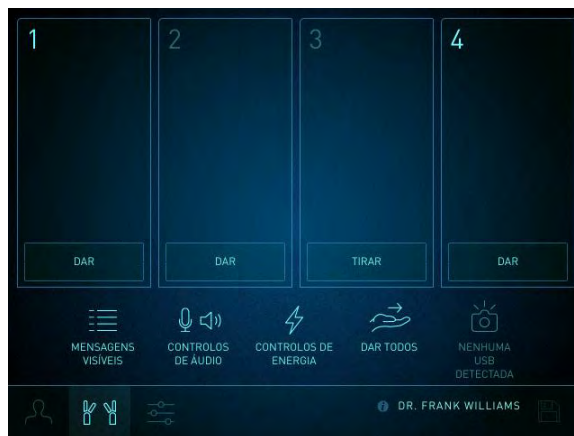 1 2 3 4
DAR DAR TIRAR DAR
MENSAGENS
VISÍVEIS
CONTROLOS
DE ÁUDIO
CONTROLOS DE
ENERGIA
DAR TODOS
NENHUMA
USB
DETECTADA
DR. FRANK WILLIAMS